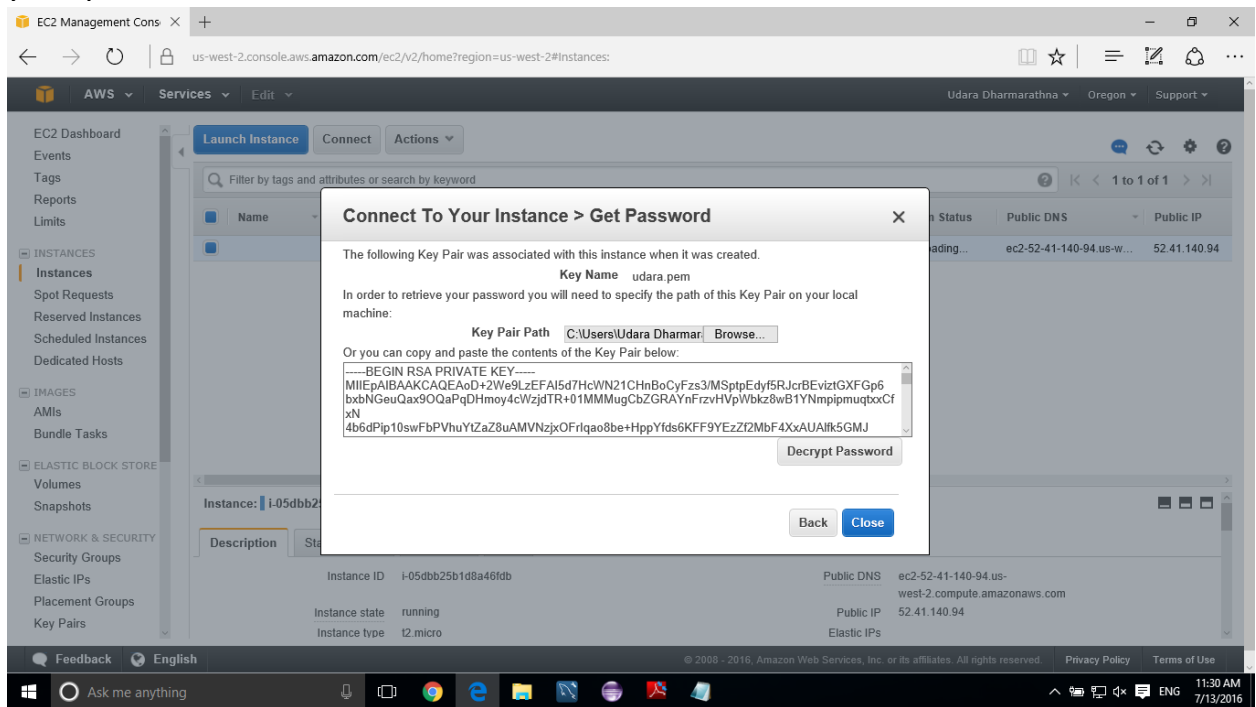 EC2 Management Cons
us-west-2.console.aws.amazon.com/ec2/v2/home?region=us-west-2#Instances:
AWS Services Edit Udara Dharmarathna Oregon Support
EC2 Dashboard
Events
Tags
Reports
Limits
INSTANCES
Instances
Spot Requests
Reserved Instances
Scheduled Instances
Dedicated Hosts
IMAGES
AMIs
Bundle Tasks
ELASTIC BLOCK STORE
Volumes
Snapshots
NETWORK & SECURITY
Security Groups
Elastic IPs
Placement Groups
Key Pairs
Launch Instance Connect Actions
Filter by tags and attributes or search by keyword 1 to 1 of 1
Name Status Public DNS Public IP
ading... ec2-52-41-140-94.us-w... 52.41.140.94
Connect To Your Instance > Get Password
The following Key Pair was associated with this instance when it was created.
Key Name udara.pem
In order to retrieve your password you will need to specify the path of this Key Pair on your local
machine:
Key Pair Path C:\Users\Udara Dharmar Browse...
Or you can copy and paste the contents of the Key Pair below:
-----BEGIN RSA PRIVATE KEY-----
MIIEpAIBAAKCAQEAoD+2We9LzEFAl5d7HcWN21CHnBoCyFzs3/MSptpEdyf5RJcrBEviztGXFGp6
bxbNGeuQax9OQaPqDHmoy4cWzjdTR+01MMMugCbZGRAYnFrzvHVpWbkz8wB1YNmpipmuqtxxCf
xN
4b6dPip10swFbPVhuYtZaZ8uAMVNzjxOFrIqao8be+HppYfds6KFF9YEzZf2MbF4XxAUAlfk5GMJ
Decrypt Password
Back Close
Instance: i-05dbb2
Description Sta
Instance ID i-05dbb25b1d8a46fdb
Instance state running
Instance type t2.micro
Public DNS ec2-52-41-140-94.us-
west-2.compute.amazonaws.com
Public IP 52.41.140.94
Elastic IPs
Feedback English © 2008 - 2016, Amazon Web Services, Inc. or its affiliates. All rights reserved. Privacy Policy Terms of Use
Ask me anything ENG 11:30 AM
7/13/2016